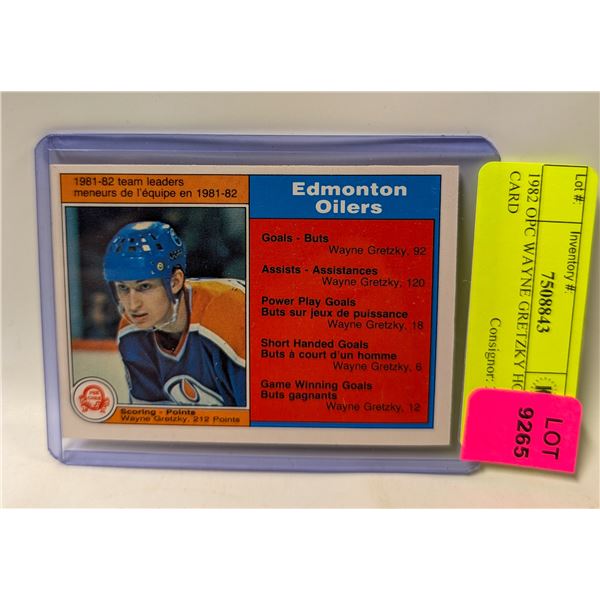 1981-82 team leaders
meneurs de l'équipe en 1981-82
Edmonton
Oilers
Goals - Buts
Wayne Gretzky, 92
Assists - Assistances
Wayne Gretzky, 120
Power Play Goals
Buts sur jeux de puissance
Wayne Gretzky, 18
Short Handed Goals
Buts à court d'un homme
Wayne Gretzky, 6
Game Winning Goals
Buts gagnants
Wayne Gretzky, 12
Scoring - Points
Wayne Gretzky, 212 Points
Lot #:
Inventory #:
7508843
1982 OPC WAYNE GRETZKY
CARD
Consignor:
LOT
9265